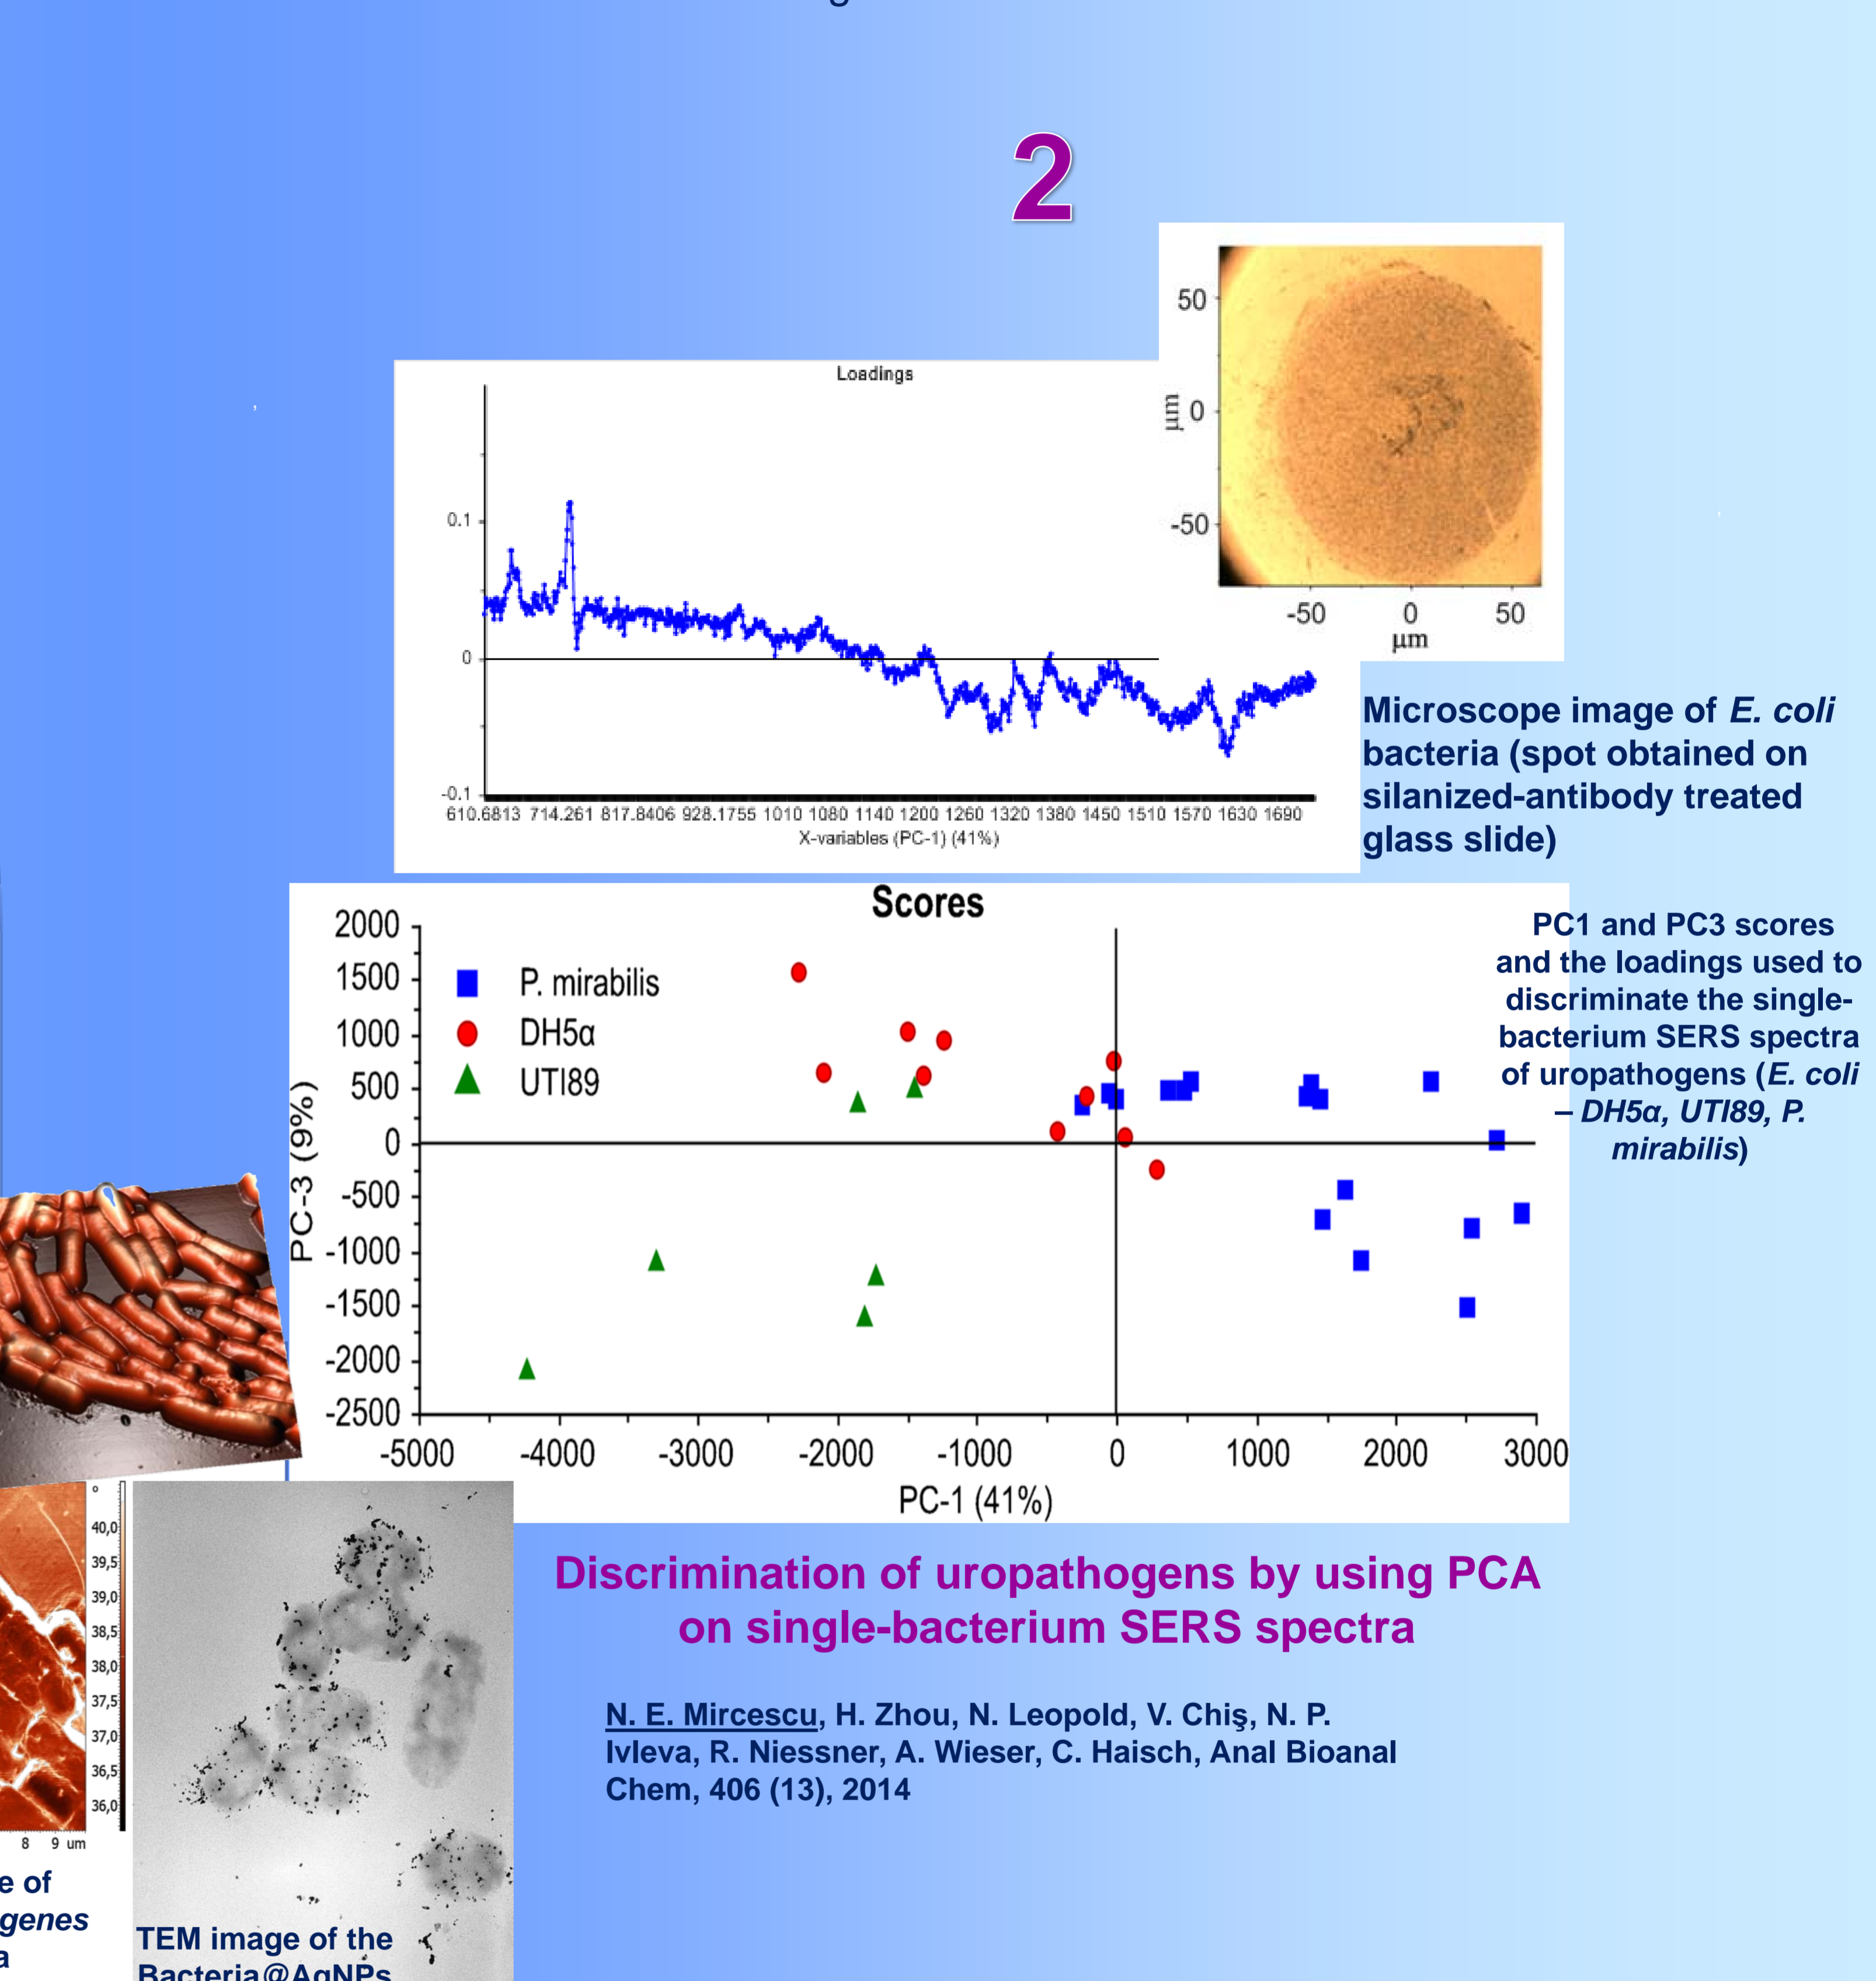 2
50
0
-50
µm
-50 0 50
µm
Microscope image of E. coli
bacteria (spot obtained on
silanized-antibody treated
glass slide)
Loadings
0.1
0
-0.1
610.6813 714.261 817.8406 928.1755 1010 1080 1140 1200 1260 1320 1380 1450 1510 1570 1630 1690
X-variables (PC-1) (41%)
Scores
2000
1500
1000
500
0
-500
-1000
-1500
-2000
-2500
PC-3 (9%)
P. mirabilis
DH5α
UTI89
-5000 -4000 -3000 -2000 -1000 0 1000 2000 3000
PC-1 (41%)
PC1 and PC3 scores
and the loadings used to
discriminate the single-
bacterium SERS spectra
of uropathogens (E. coli
– DH5α, UTI89, P.
mirabilis)
Discrimination of uropathogens by using PCA
on single-bacterium SERS spectra
N. E. Mircescu, H. Zhou, N. Leopold, V. Chiş, N. P.
Ivleva, R. Niessner, A. Wieser, C. Haisch, Anal Bioanal
Chem, 406 (13), 2014
40,0
39,5
39,0
38,5
38,0
37,5
37,0
36,5
36,0
8 9 um
e of
genes
a
TEM image of the
Bacteria@AgNPs